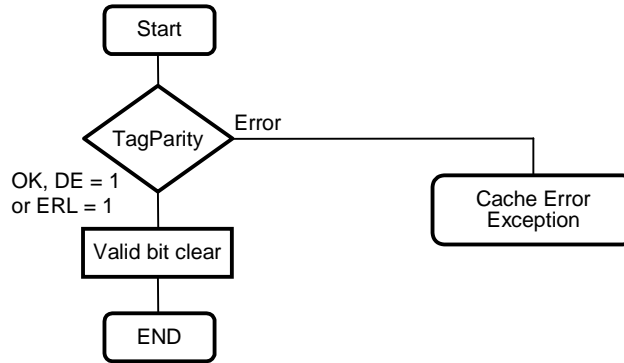 Start
TagParity
Error
OK, DE = 1
or ERL = 1
Cache Error
Exception
Valid bit clear
END